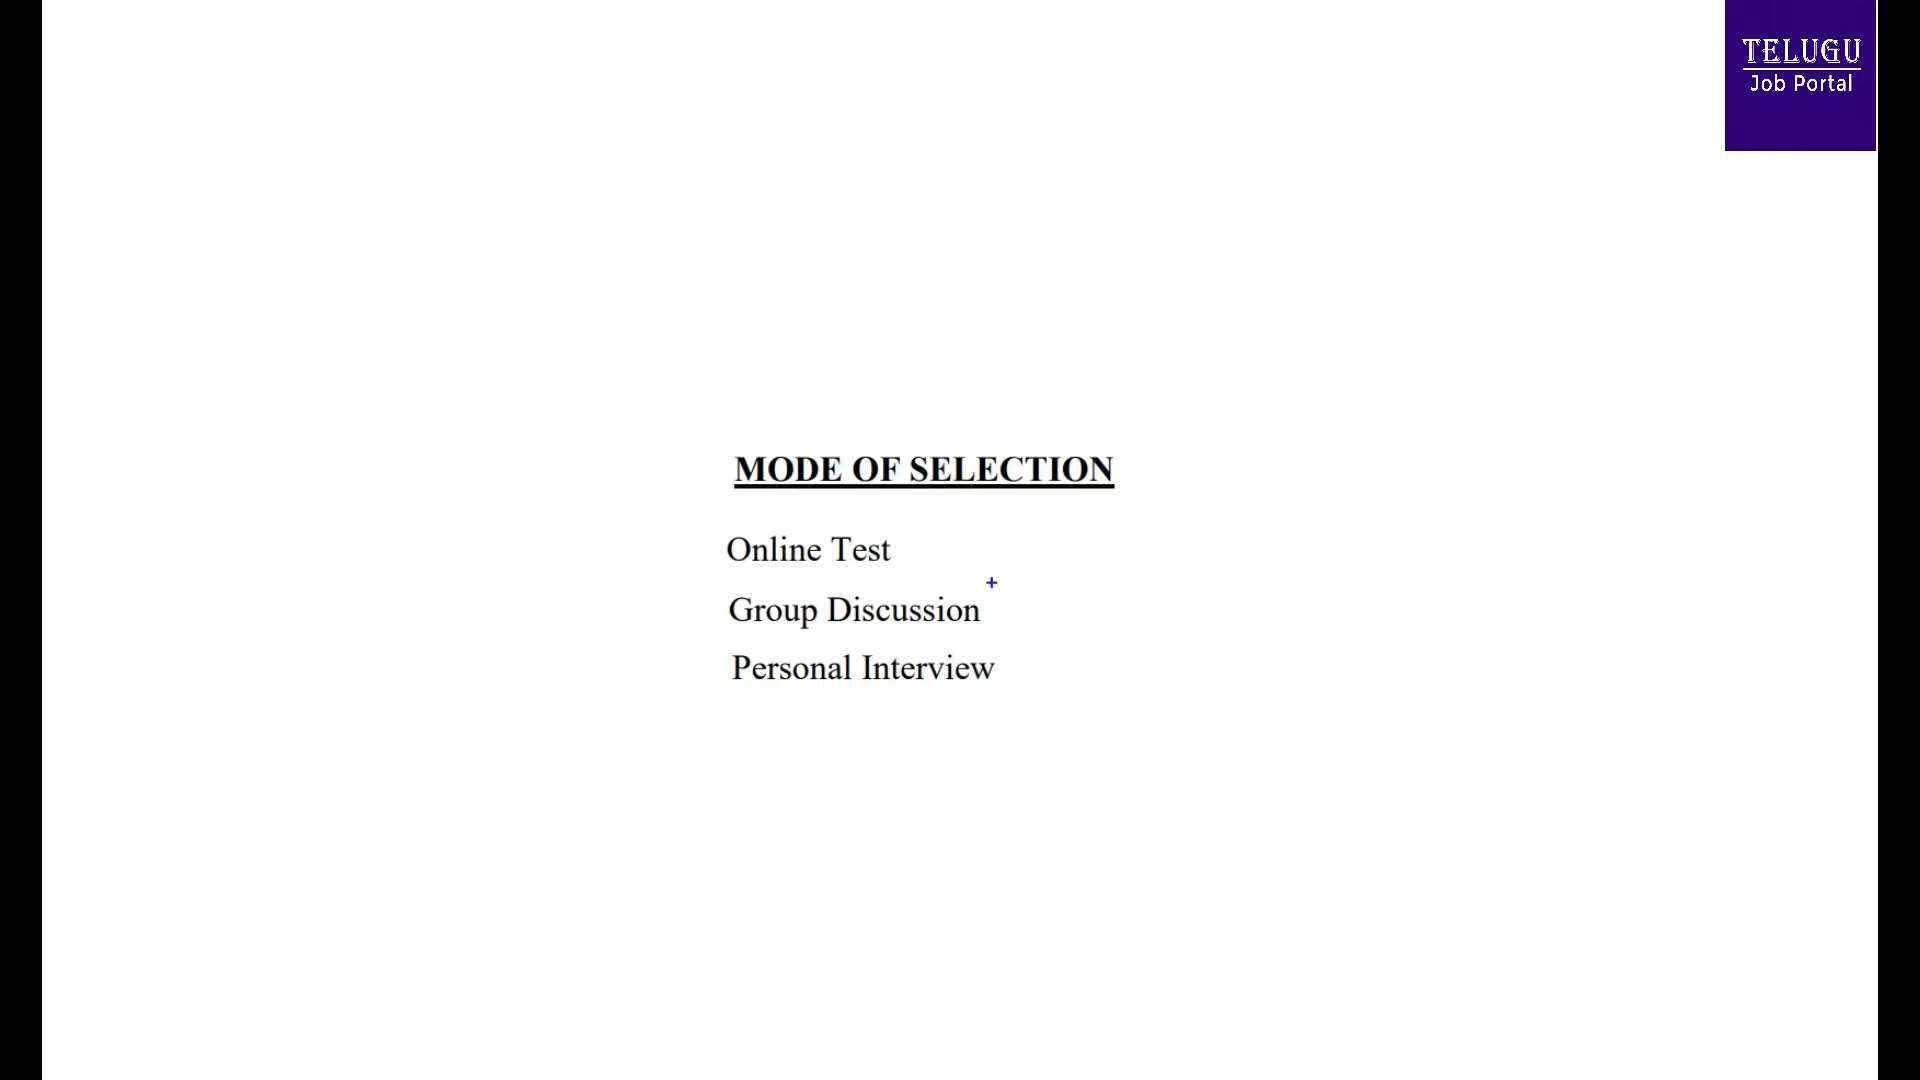 TELUGU
Job Portal
MODE OF SELECTION
Online Test
Group Discussion
Personal Interview